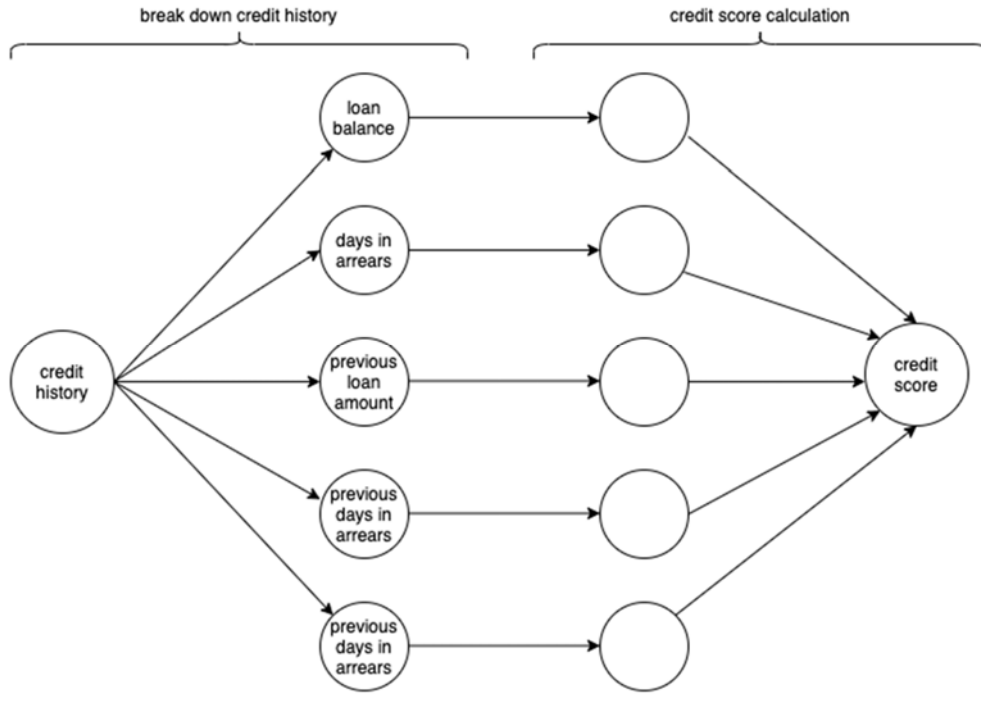 break down credit history
credit score calculation
loan
balance
days in
arrears
credit
history
previous
loan
amount
credit
score
previous
days in
arrears
previous
days in
arrears